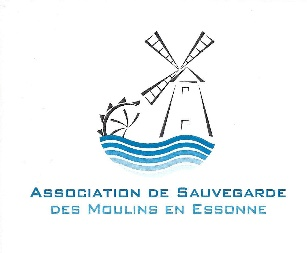 Association de Sauvegarde
des Moulins en Essonne